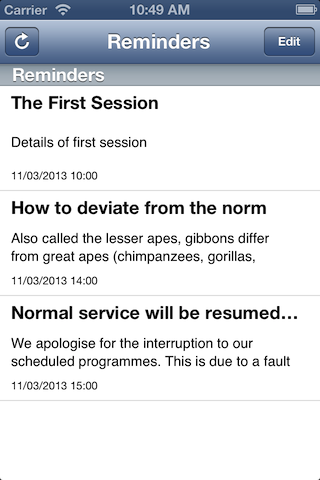 Carrier 10:49 AM
Reminders Edit
Reminders
The First Session
Details of first session
11/03/2013 10:00
How to deviate from the norm
Also called the lesser apes, gibbons differ
from great apes (chimpanzees, gorillas,
11/03/2013 14:00
Normal service will be resumed…
We apologise for the interruption to our
scheduled programmes. This is due to a fault
11/03/2013 15:00